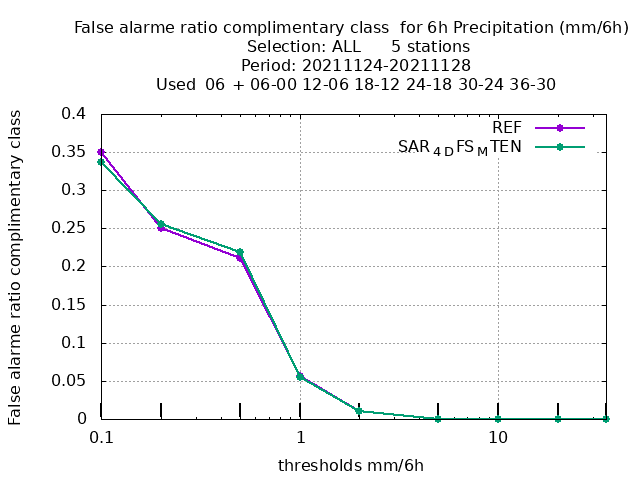 False alarme ratio complimentary class  for 6h Precipitation (mm/6h)
Selection: ALL      5 stations
Period: 20211124-20211128
Used  06 + 06-00 12-06 18-12 24-18 30-24 36-30
False alarme ratio complimentary class
0.4
0.35
0.3
0.25
0.2
0.15
0.1
0.05
0
REF
SAR4DFSMTEN
0.1
1
10
thresholds mm/6h